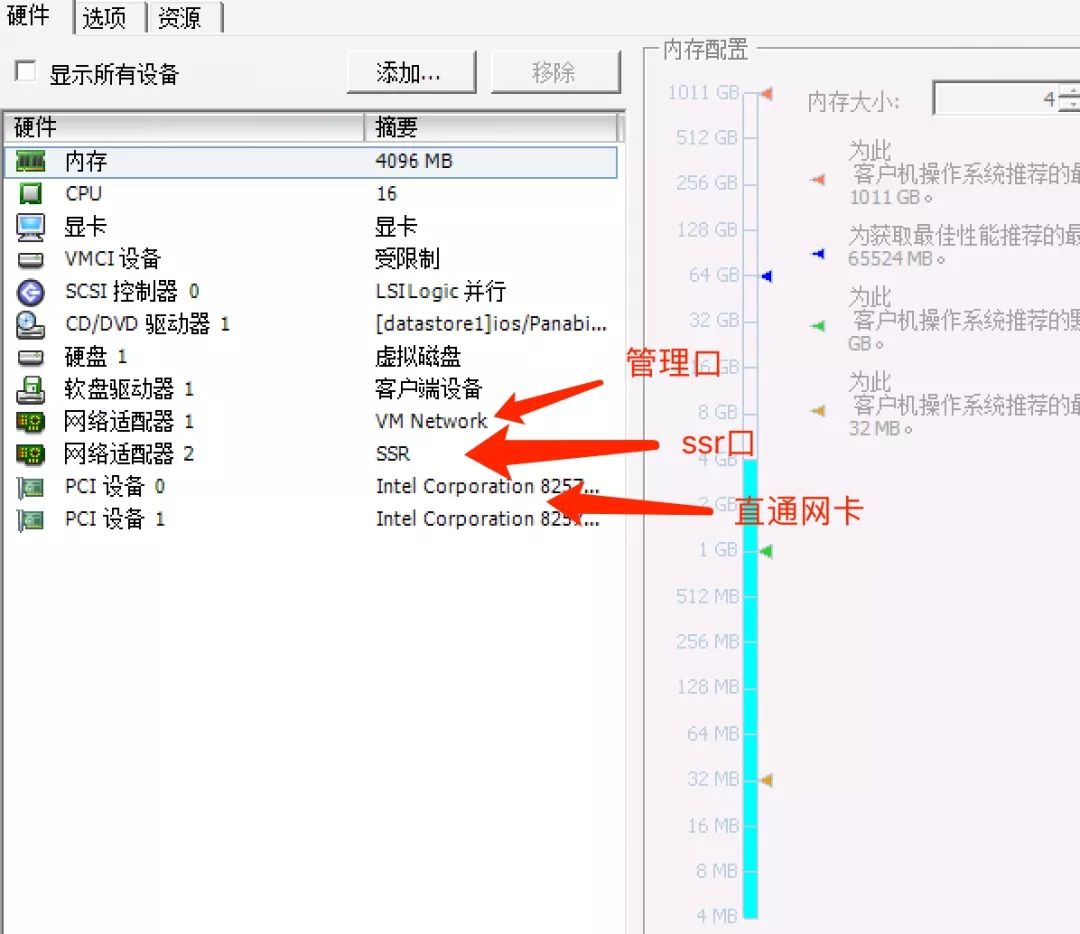 硬件 选项 资源
显示所有设备 添加... 移除
硬件 摘要
内存 4096 MB
CPU 16
显卡 显卡
VMCI 设备 受限制
SCSI 控制器 0 LSILogic 并行
CD/DVD 驱动器 1 [datastore1]ios/Panabi...
硬盘 1 虚拟磁盘
软盘驱动器 1 客户端设备
网络适配器 1 VM Network
网络适配器 2 SSR
PCI 设备 0 Intel Corporation 8257...
PCI 设备 1 Intel Corporation 825...
管理口
ssr口
直通网卡
内存配置
1011 GB
512 GB
256 GB
128 GB
64 GB
32 GB
16 GB
8 GB
4 GB
2 GB
1 GB
512 MB
256 MB
128 MB
64 MB
32 MB
16 MB
8 MB
4 MB
内存大小: 4
为此
客户机操作系统推荐的最
1011 GB。
为获取最佳性能推荐的最
65524 MB。
为此
客户机操作系统推荐的默
GB。
为此
客户机操作系统推荐的最
32 MB。